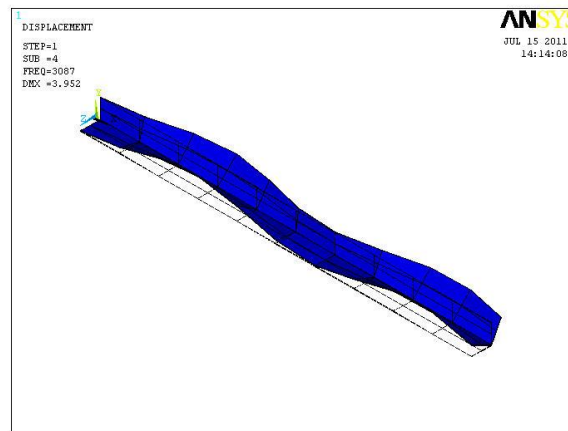 1
DISPLACEMENT
STEP=1
SUB =4
FREQ=3087
DMX =3.952
ANSYS
JUL 15 2011
14:14:08
Y
Z